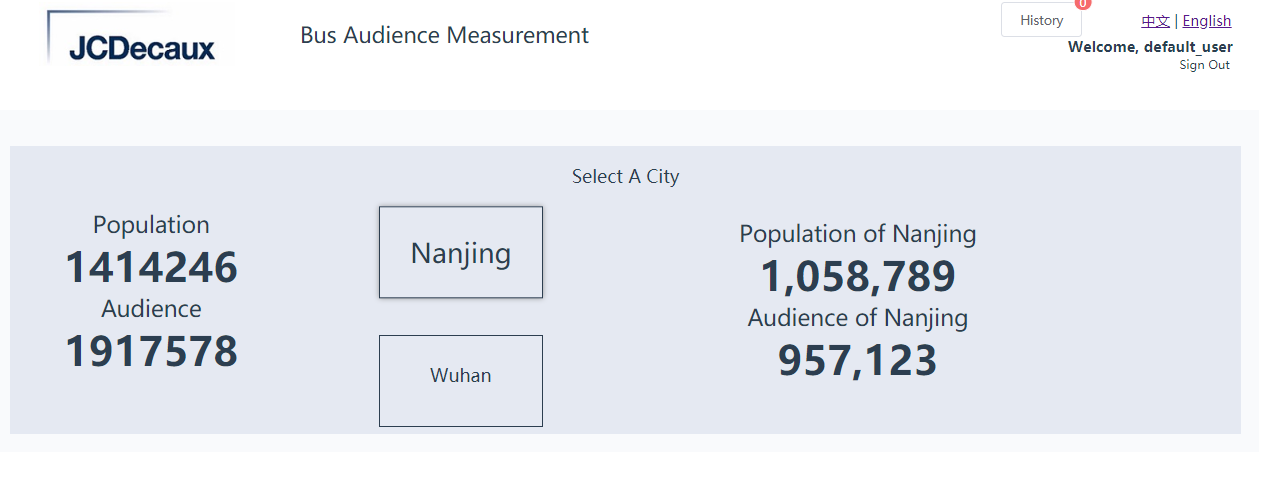 JCDecaux
Bus Audience Measurement
History
0
中文 | English
Welcome, default_user
Sign Out
Select A City
Population
1414246
Audience
1917578
Nanjing
Wuhan
Population of Nanjing
1,058,789
Audience of Nanjing
957,123